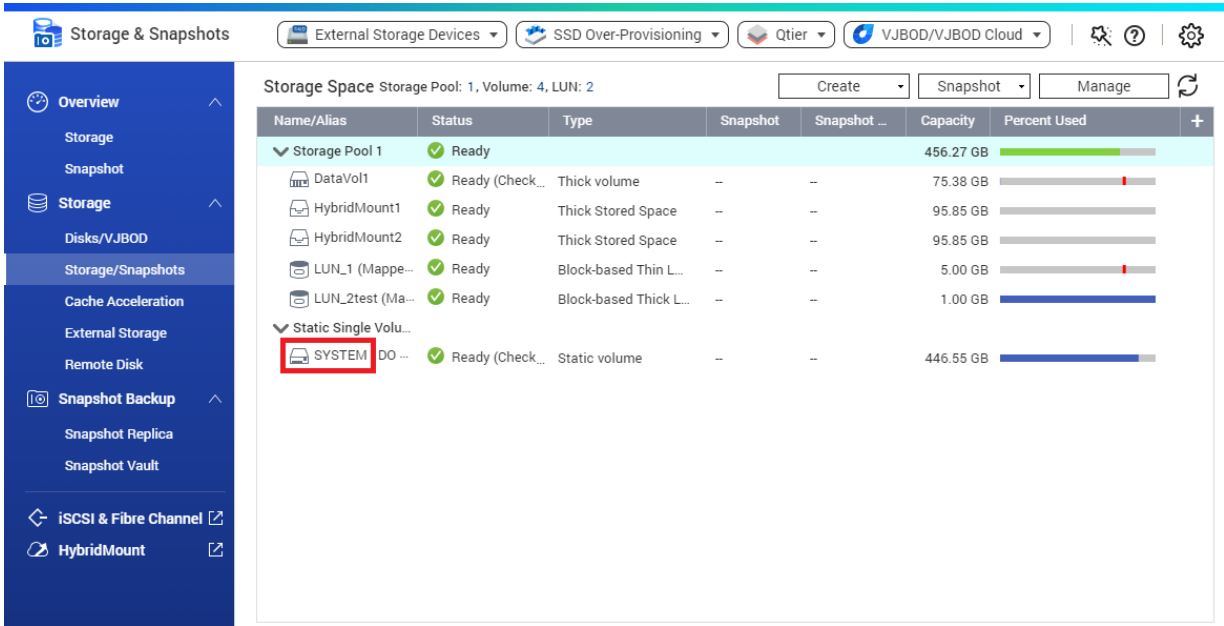 Storage & Snapshots
External Storage Devices
SSD Over-Provisioning
Qtier
VJBOD/VJBOD Cloud
Overview
Storage
Snapshot
Storage
Disks/VJBOD
Storage/Snapshots
Cache Acceleration
External Storage
Remote Disk
Snapshot Backup
Snapshot Replica
Snapshot Vault
iSCSI & Fibre Channel
HybridMount
Storage Space Storage Pool: 1, Volume: 4, LUN: 2
Create
Snapshot
Manage
Name/Alias Status Type Snapshot Snapshot ... Capacity Percent Used +
Storage Pool 1 Ready 456.27 GB
DataVol1 Ready (Check... Thick volume -- -- 75.38 GB
HybridMount1 Ready Thick Stored Space -- -- 95.85 GB
HybridMount2 Ready Thick Stored Space -- -- 95.85 GB
LUN_1 (Mappe... Ready Block-based Thin L... -- -- 5.00 GB
LUN_2test (Ma... Ready Block-based Thick L... -- -- 1.00 GB
Static Single Volu...
SYSTEM DO ... Ready (Check... Static volume -- -- 446.55 GB